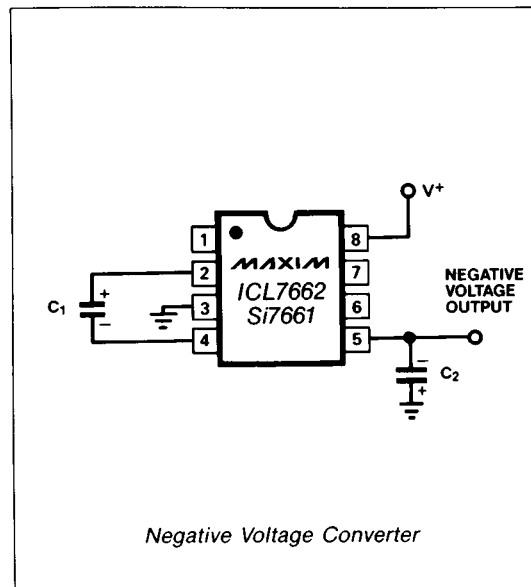 V+
1
8
MAXIM
2
7
NEGATIVE
VOLTAGE
OUTPUT
C1
+
−
ICL7662
Si7661
3
6
4
5
−
+
C2
Negative Voltage Converter